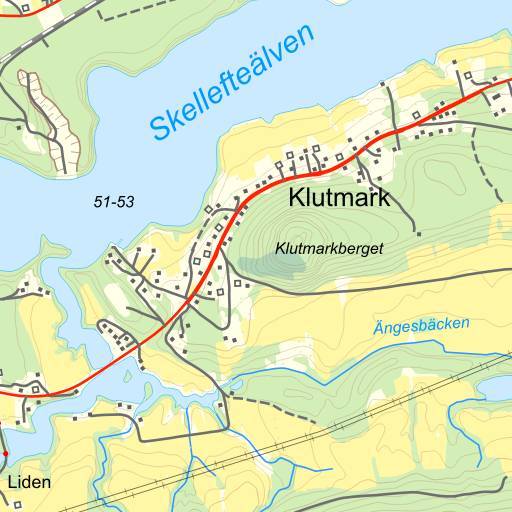 Skellefteälven
51-53
Klutmark
Klutmarkberget
Ängesbäcken
Liden